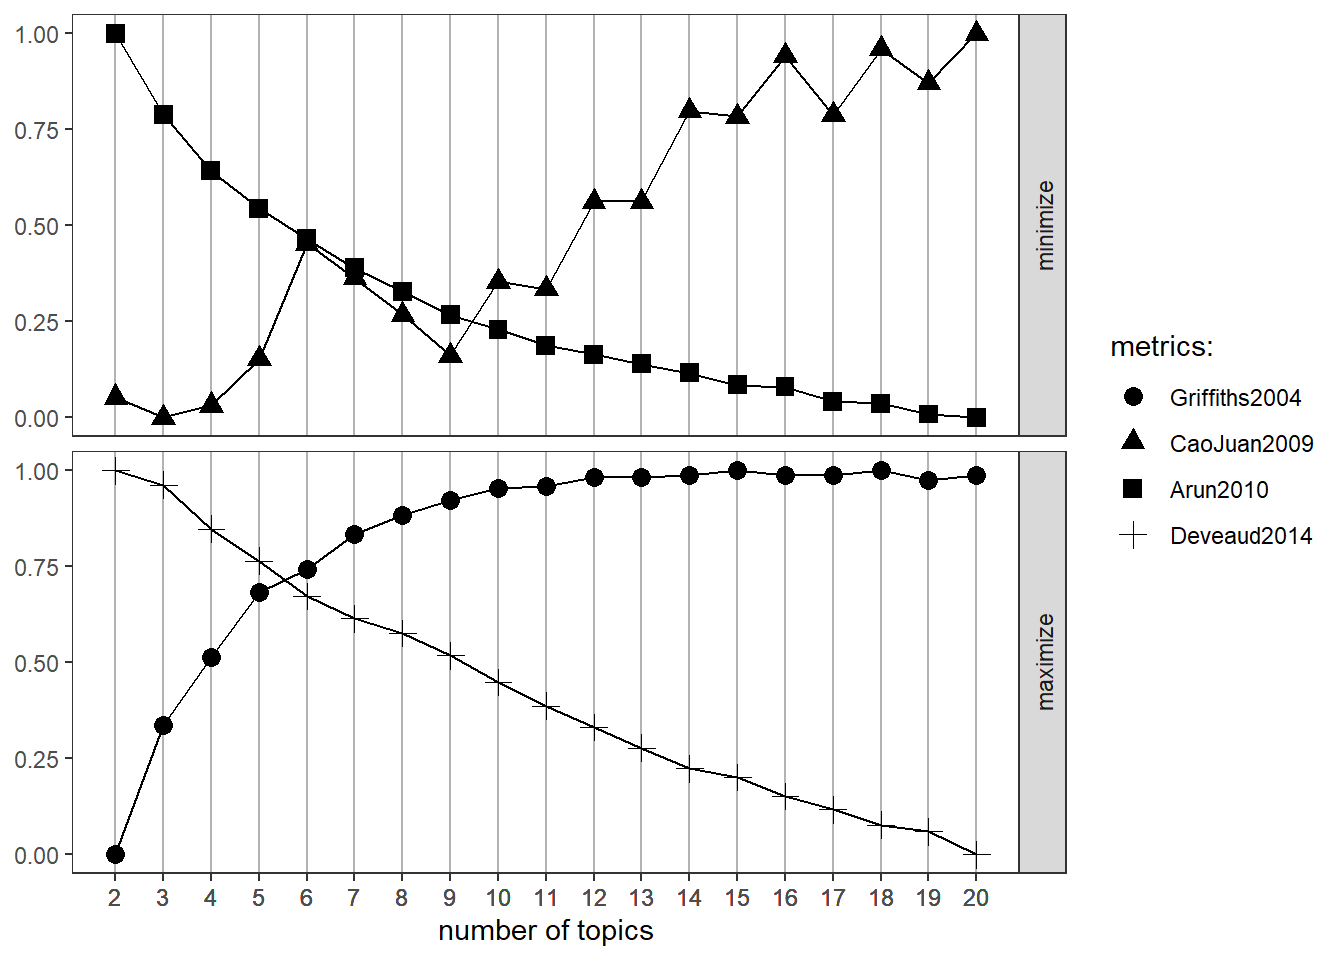 1.00
0.75
0.50
0.25
0.00
minimize
1.00
0.75
0.50
0.25
0.00
maximize
2 3 4 5 6 7 8 9 10 11 12 13 14 15 16 17 18 19 20
number of topics
metrics:
Griffiths2004
CaoJuan2009
Arun2010
Deveaud2014